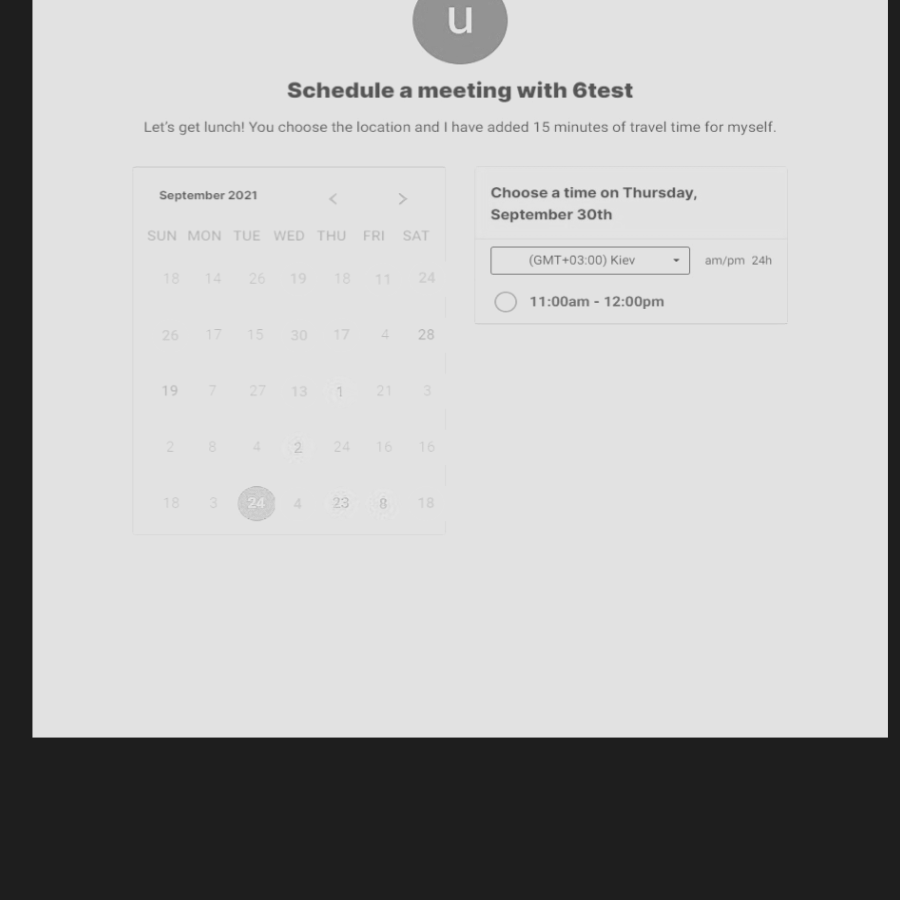 u
Schedule a meeting with 6test
Let's get lunch! You choose the location and I have added 15 minutes of travel time for myself.
September 2021 < >
SUN MON TUE WED THU FRI SAT
18 14 26 19 18 11 24
26 17 15 30 17 4 28
19 7 27 13 1 21 3
2 8 4 2 24 16 16
18 3 24 4 23 8 18
Choose a time on Thursday,
September 30th
(GMT+03:00) Kiev
am/pm 24h
11:00am - 12:00pm